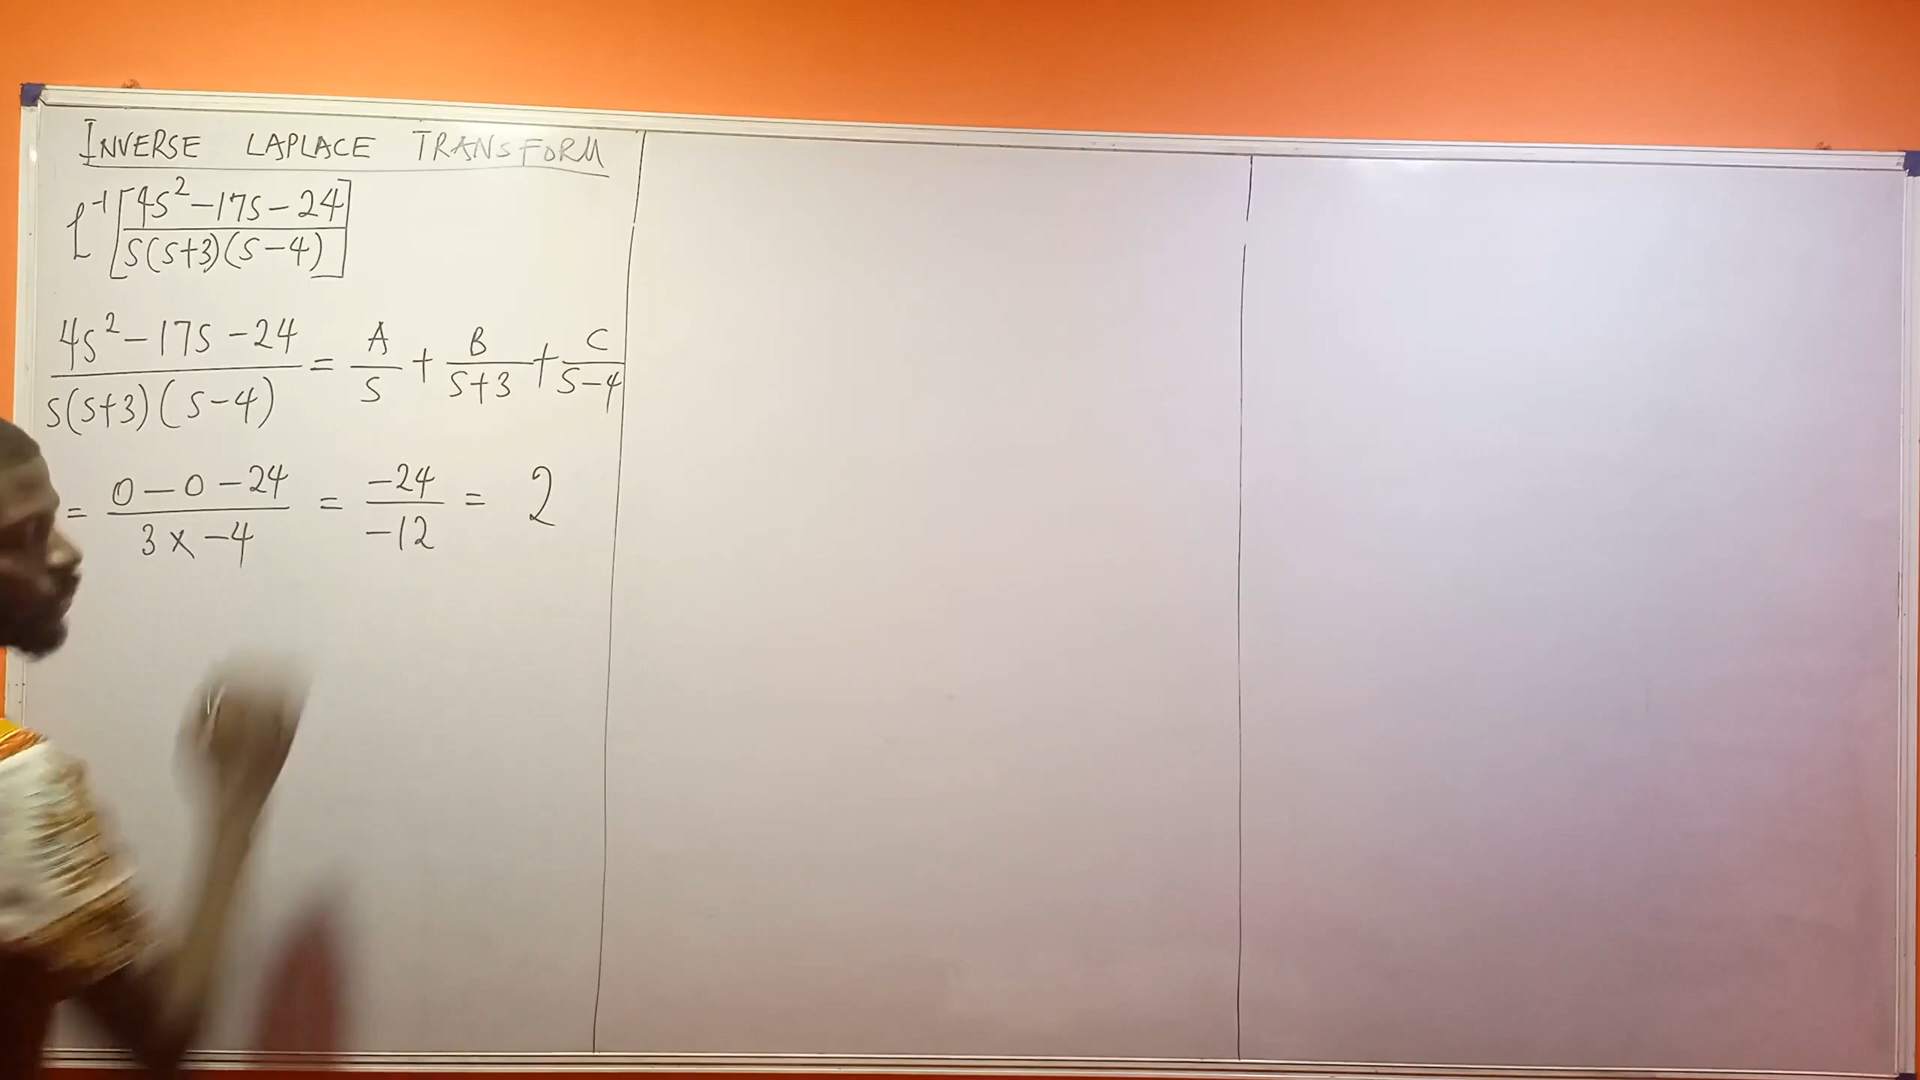 INVERSE LAPLACE TRANSFORM
L⁻¹[(4s² - 17s - 24)/(s(s+3)(s-4))]
(4s² - 17s - 24)/(s(s+3)(s-4)) = A/s + B/(s+3) + C/(s-4)
= (0 - 0 - 24)/(3 x -4) = -24/-12 = 2